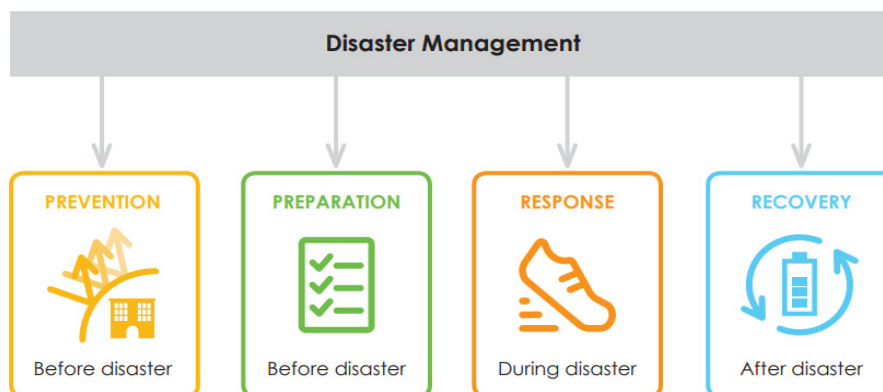 Disaster Management
PREVENTION
Before disaster
PREPARATION
Before disaster
RESPONSE
During disaster
RECOVERY
After disaster